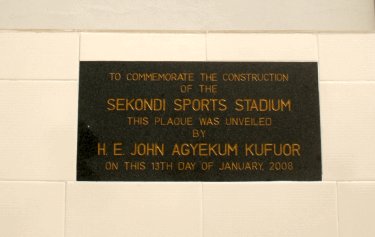 TO COMMEMORATE THE CONSTRUCTION
OF THE
SEKONDI SPORTS STADIUM
THIS PLAQUE WAS UNVEILED
BY
H. E. JOHN AGYEKUM KUFUOR
ON THIS 13TH DAY OF JANUARY, 2008